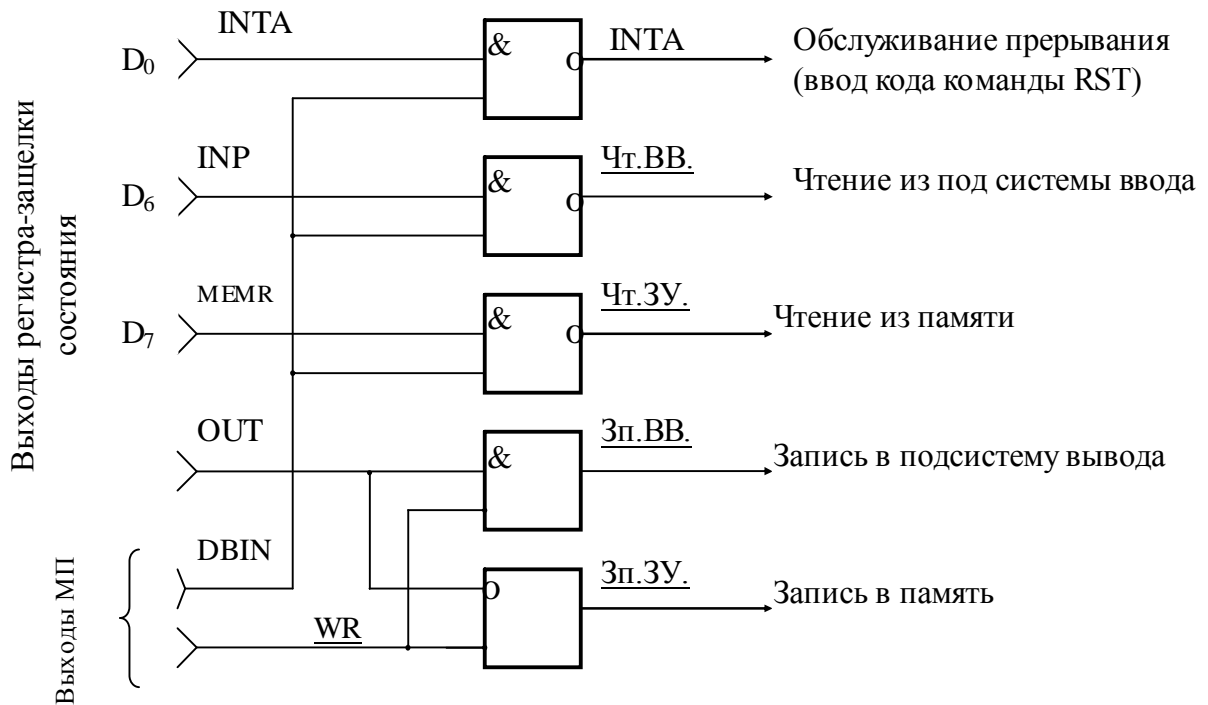 INTA
D0
&
INTA
Обслуживание прерывания
(ввод кода команды RST)
INP
D6
&
Чт.ВВ.
Чтение из под системы ввода
MEMR
D7
&
Чт.ЗУ.
Чтение из памяти
OUT
&
Зп.ВВ.
Запись в подсистему вывода
DBIN
WR
Зп.ЗУ.
Запись в память
Выходы регистра-защелки
состояния
Выходы МП